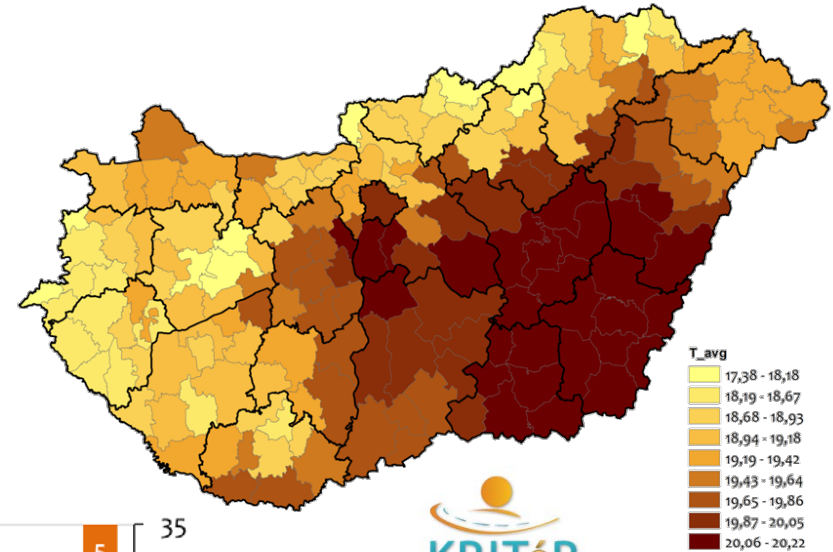 T_avg
17,38 - 18,18
18,19 - 18,67
18,68 - 18,93
18,94 - 19,18
19,19 - 19,42
19,43 - 19,64
19,65 - 19,86
19,87 - 20,05
20,06 - 20,22
35
5
KRITéR